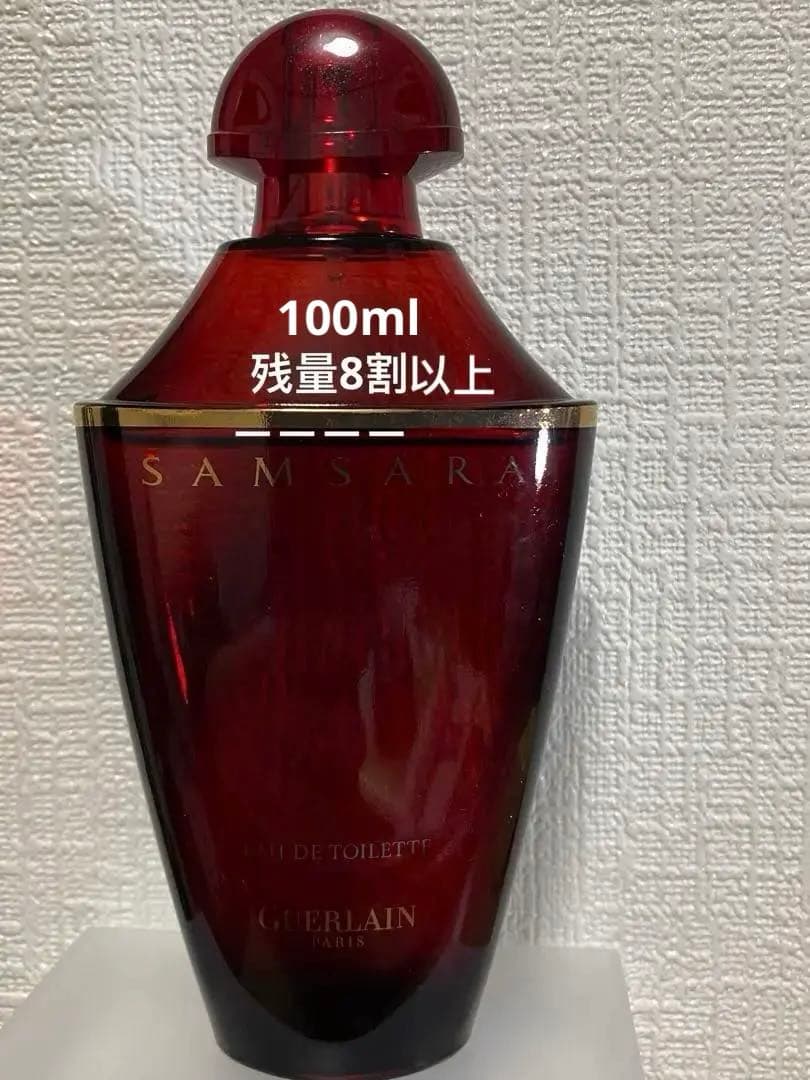 100ml
残量8割以上
SAMSARA
EAU DE TOILETTE
GUERLAIN
PARIS